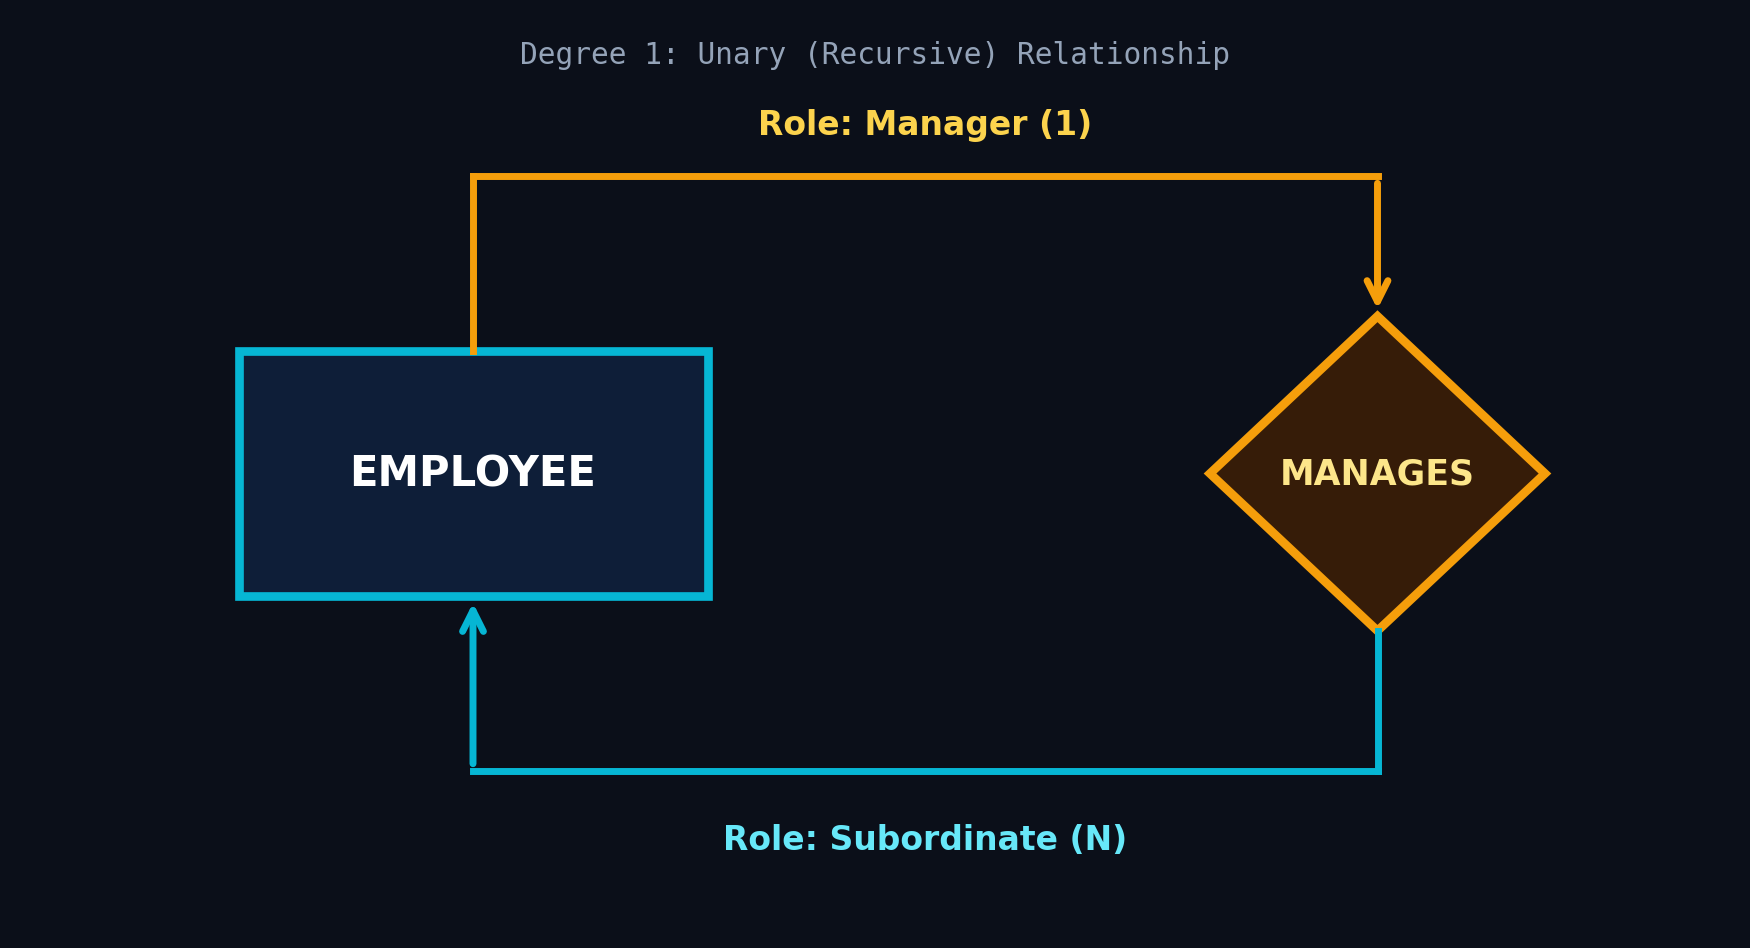 Degree 1: Unary (Recursive) Relationship
Role: Manager (1)
EMPLOYEE
MANAGES
Role: Subordinate (N)